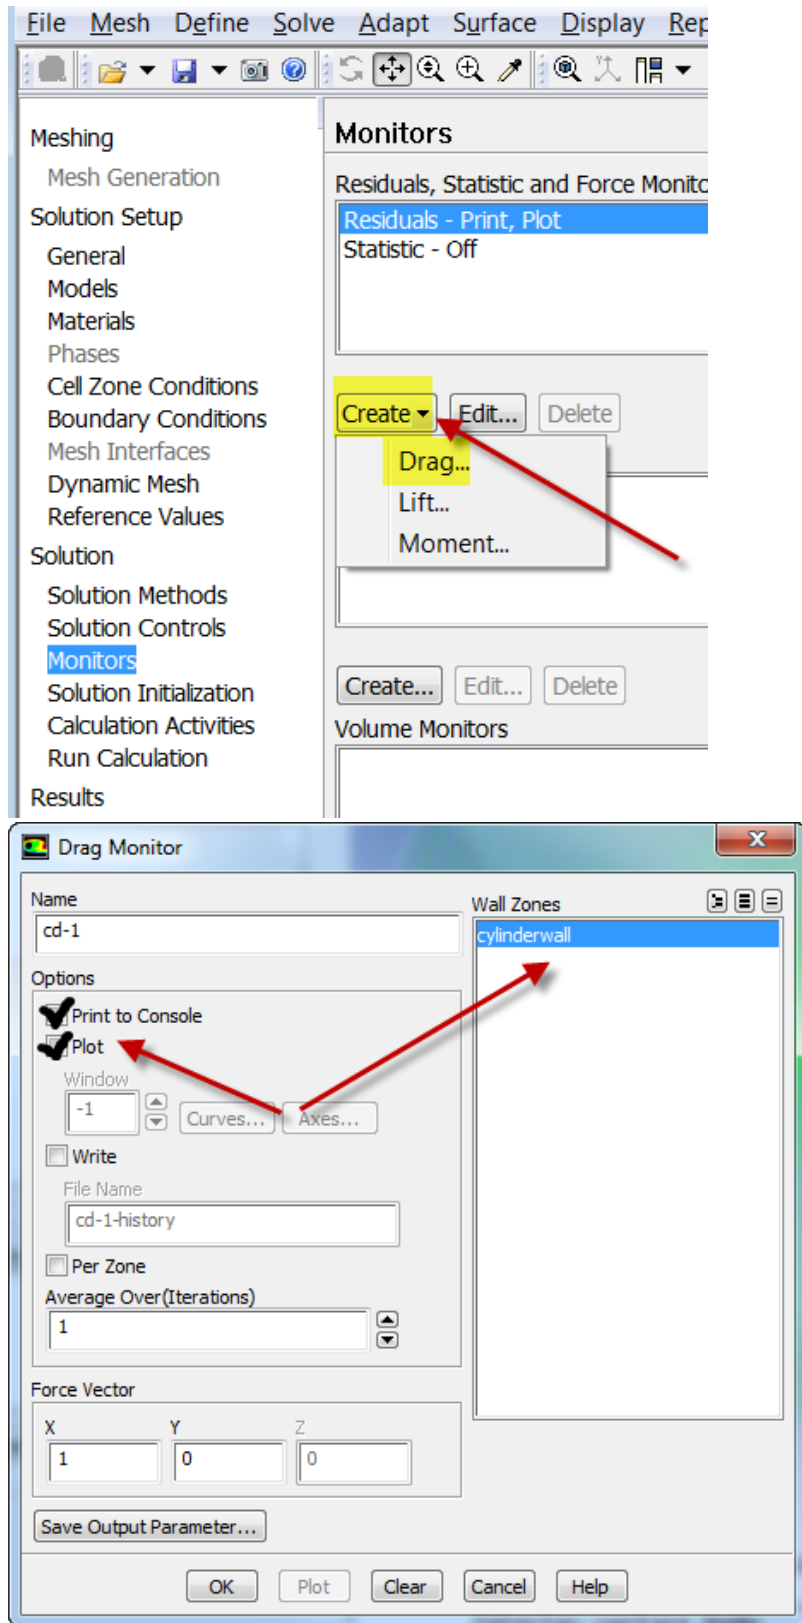 File Mesh Define Solve Adapt Surface Display Rep
Meshing
Mesh Generation
Solution Setup
General
Models
Materials
Phases
Cell Zone Conditions
Boundary Conditions
Mesh Interfaces
Dynamic Mesh
Reference Values
Solution
Solution Methods
Solution Controls
Monitors
Solution Initialization
Calculation Activities
Run Calculation
Results
Monitors
Residuals, Statistic and Force Monito
Residuals - Print, Plot
Statistic - Off
Create Edit... Delete
Drag...
Lift...
Moment...
Create... Edit... Delete
Volume Monitors
Drag Monitor
Name
cd-1
Options
Print to Console
Plot
Window
-1 Curves... Axes...
Write
File Name
cd-1-history
Per Zone
Average Over(Iterations)
1
Force Vector
X Y Z
1 0 0
Save Output Parameter...
Wall Zones
cylinderwall
OK Plot Clear Cancel Help